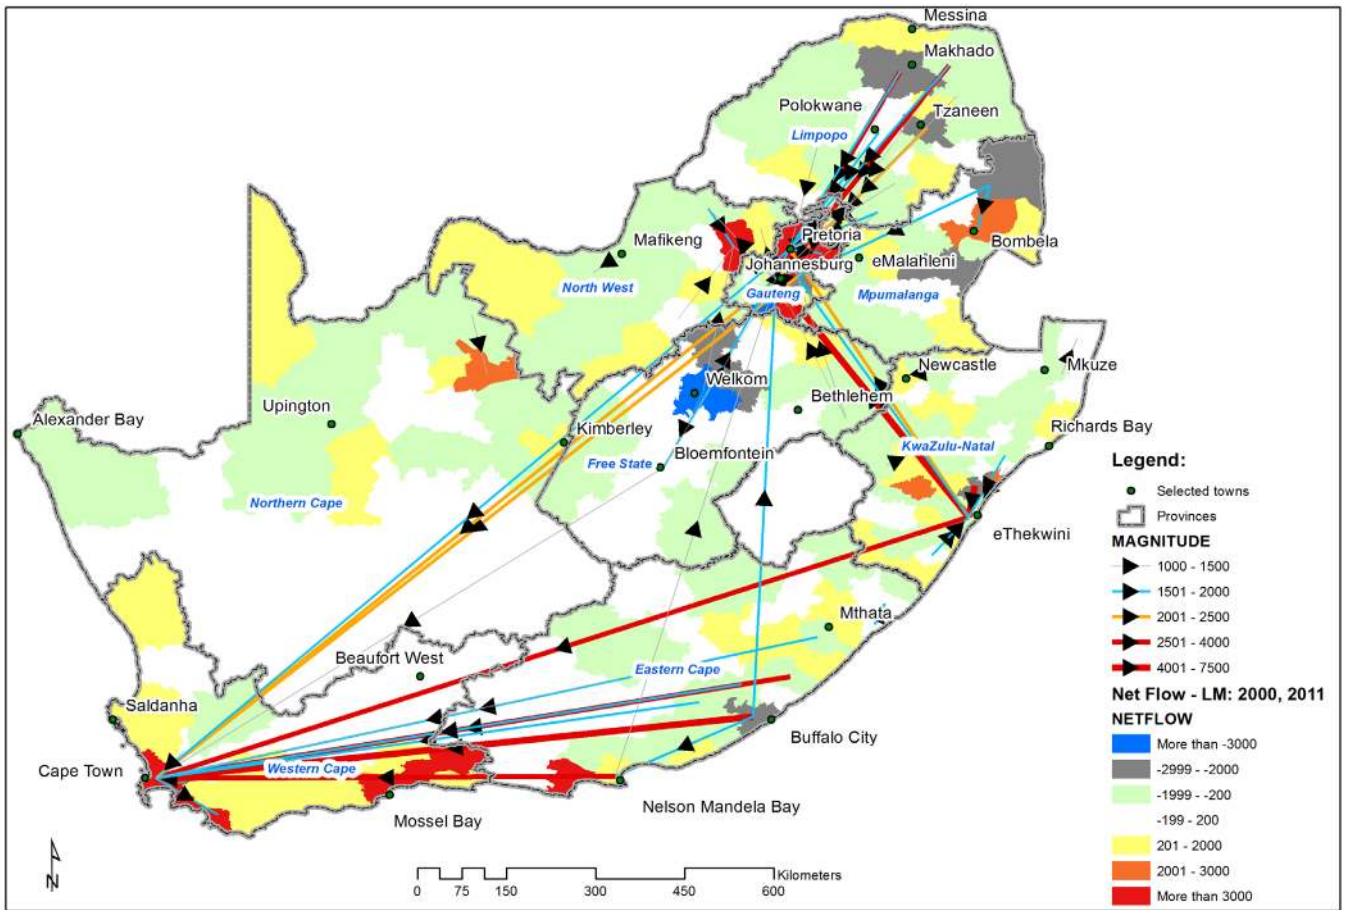 Messina
Makhado
Polokwane
Tzaneen
Limpopo
Pretoria
Mafikeng
Bombela
Johannesburg
eMalahleni
North West
Gauteng
Mpumalanga
Newcastle
Mkuze
Welkom
Bethlehem
Upington
Alexander Bay
Kimberley
Richards Bay
KwaZulu-Natal
Bloemfontein
Free State
Northern Cape
eThekwini
Mthata
Beaufort West
Eastern Cape
Saldanha
Buffalo City
Cape Town
Western Cape
Nelson Mandela Bay
Mossel Bay
N
Kilometers
0 75 150 300 450 600
Legend:
Selected towns
Provinces
MAGNITUDE
1000 - 1500
1501 - 2000
2001 - 2500
2501 - 4000
4001 - 7500
Net Flow - LM: 2000, 2011
NETFLOW
More than -3000
-2999 - -2000
-1999 - -200
-199 - 200
201 - 2000
2001 - 3000
More than 3000